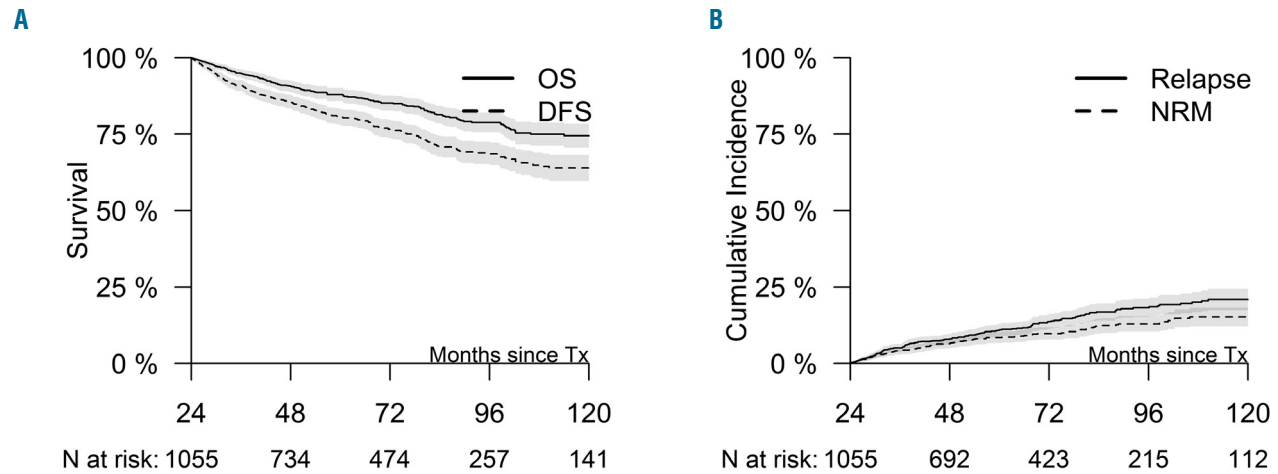 A
100 %
75 %
50 %
25 %
0 %
Survival
OS
DFS
Months since Tx
24 48 72 96 120
N at risk: 1055 734 474 257 141
B
100 %
75 %
50 %
25 %
0 %
Cumulative Incidence
Relapse
NRM
Months since Tx
24 48 72 96 120
N at risk: 1055 692 423 215 112